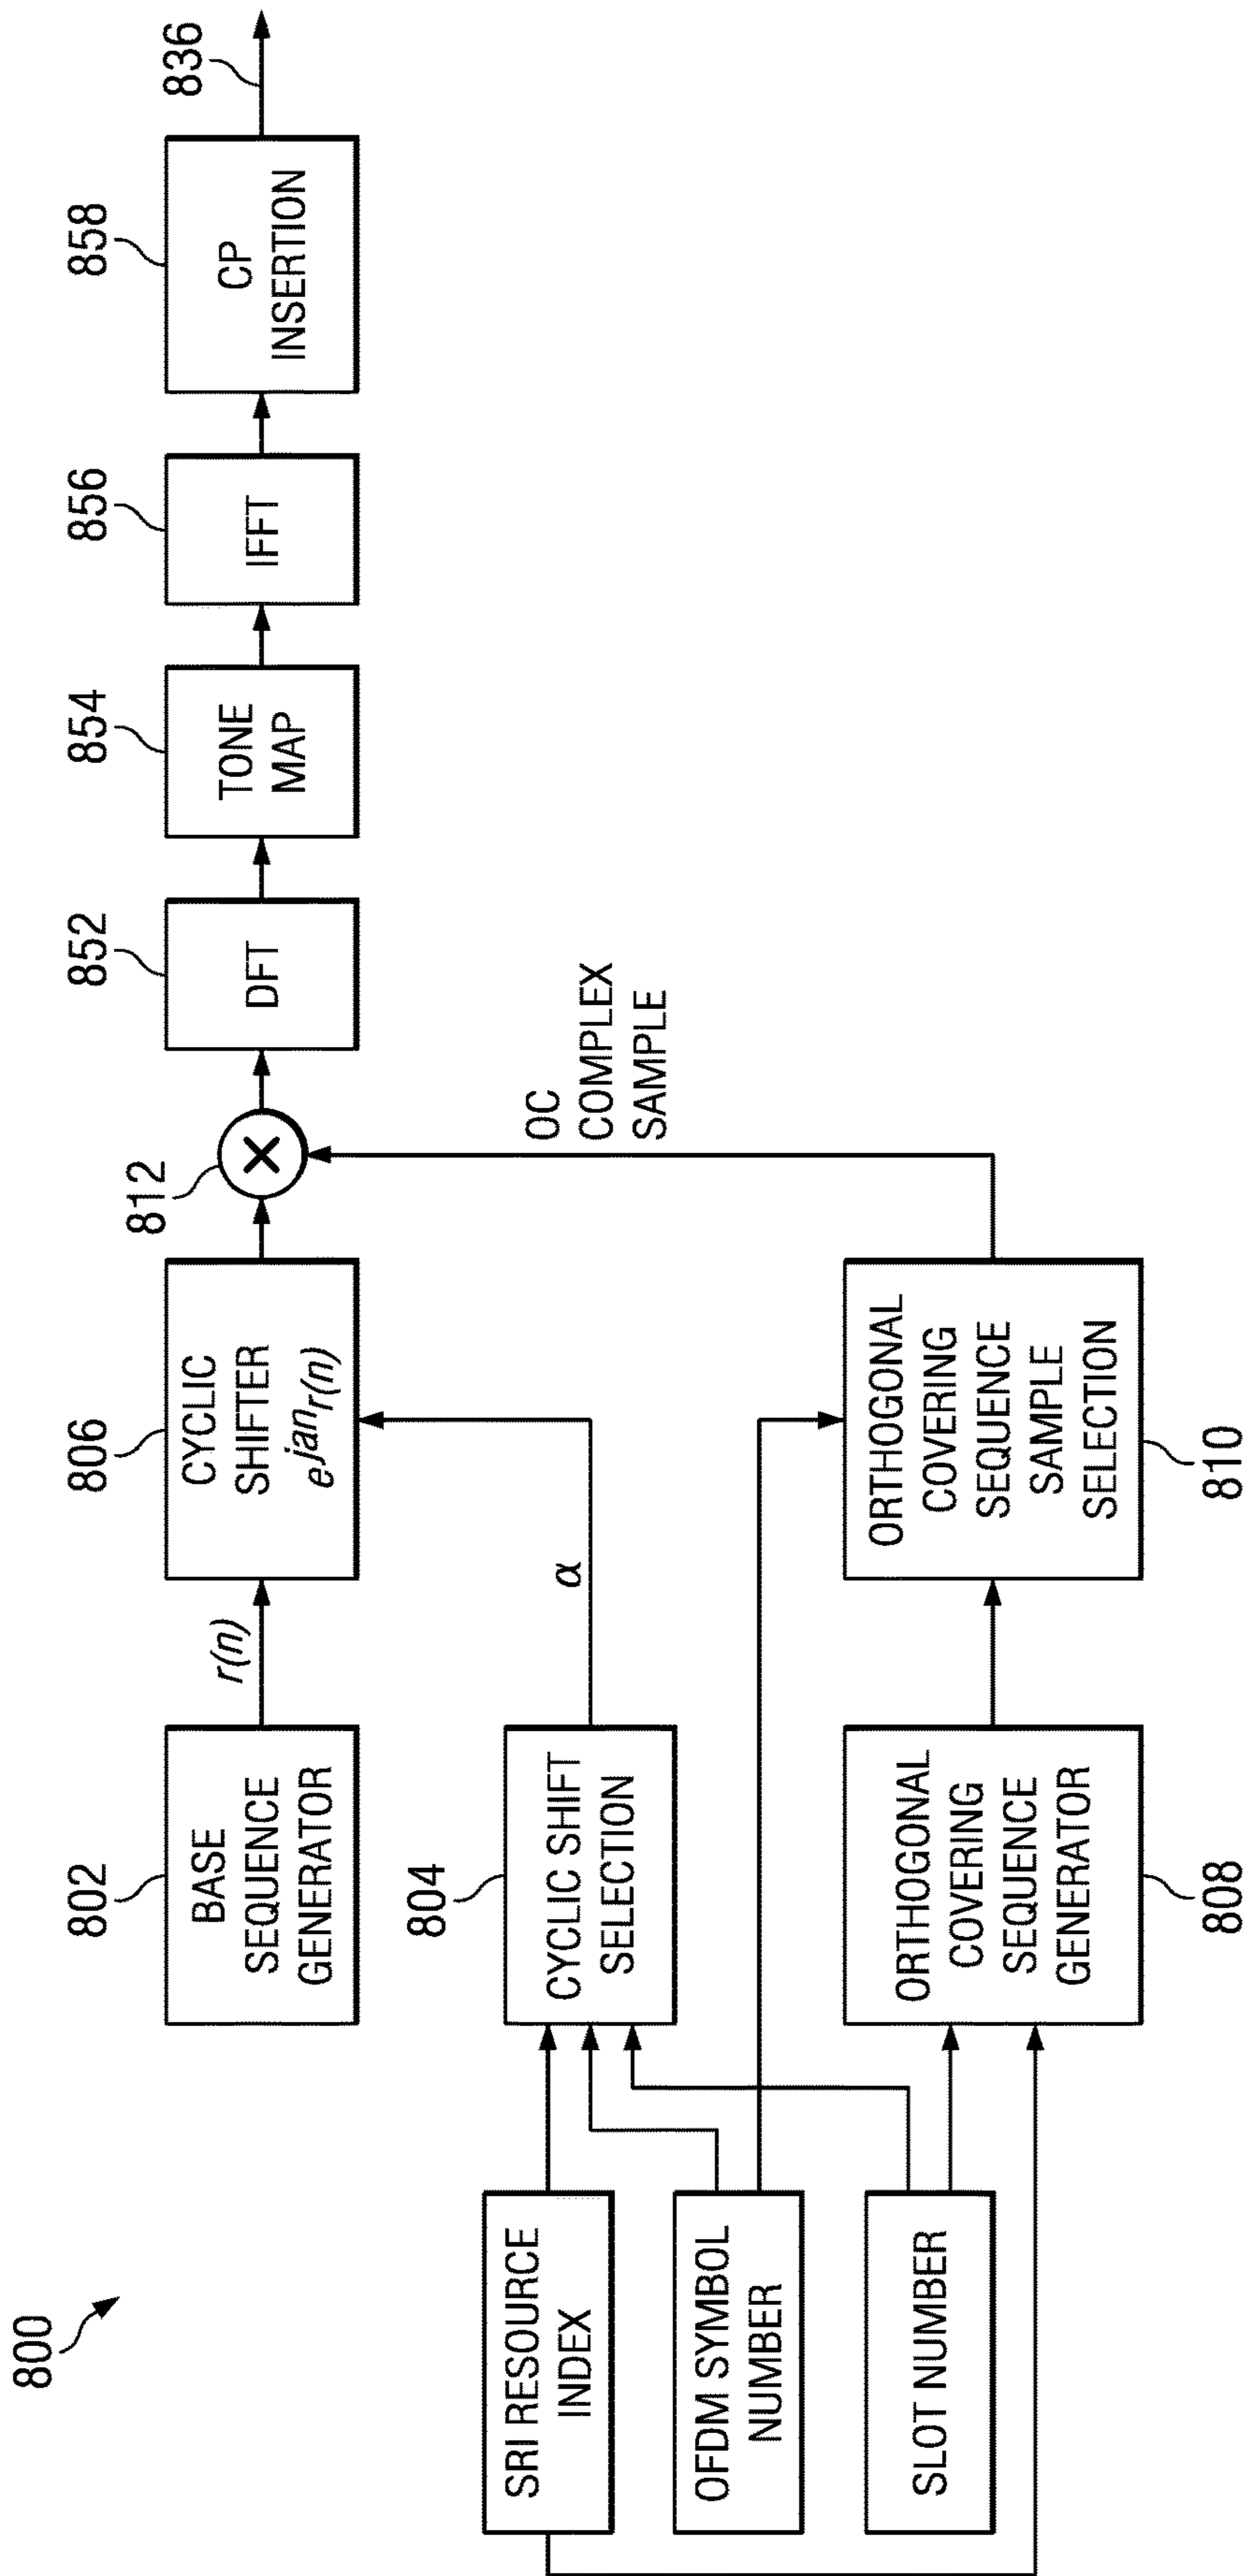 800
802
BASE
SEQUENCE
GENERATOR
r(n)
806
CYCLIC
SHIFTER
e^jαn r(n)
812
852
DFT
854
TONE
MAP
856
IFFT
858
CP
INSERTION
836
SRI RESOURCE
INDEX
804
CYCLIC SHIFT
SELECTION
α
OC
COMPLEX
SAMPLE
OFDM SYMBOL
NUMBER
SLOT NUMBER
ORTHOGONAL
COVERING
SEQUENCE
GENERATOR
808
ORTHOGONAL
COVERING
SEQUENCE
SAMPLE
SELECTION
810